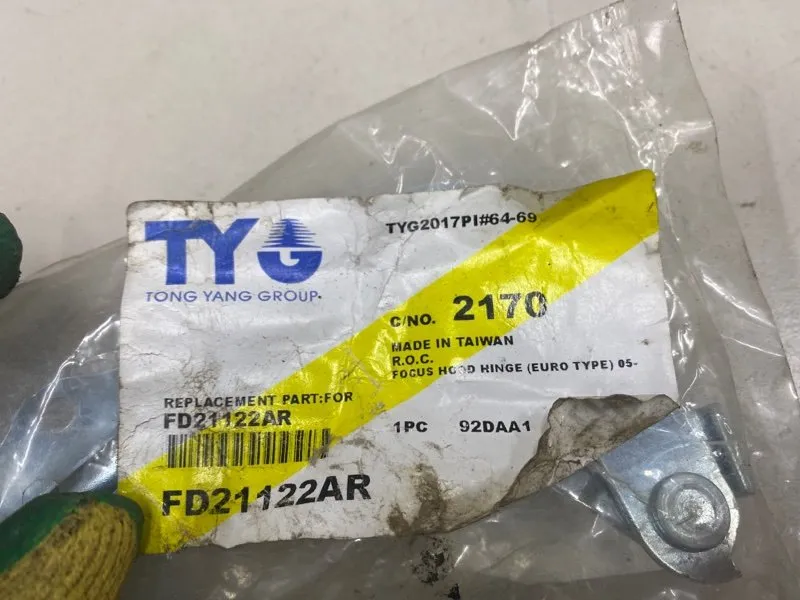 TYG
TONG YANG GROUP.
TYG2017PI#64-69
C/NO. 2170
MADE IN TAIWAN
R.O.C.
FOCUS HOOD HINGE (EURO TYPE) 05-
REPLACEMENT PART:FOR
FD21122AR
1PC 92DAA1
FD21122AR